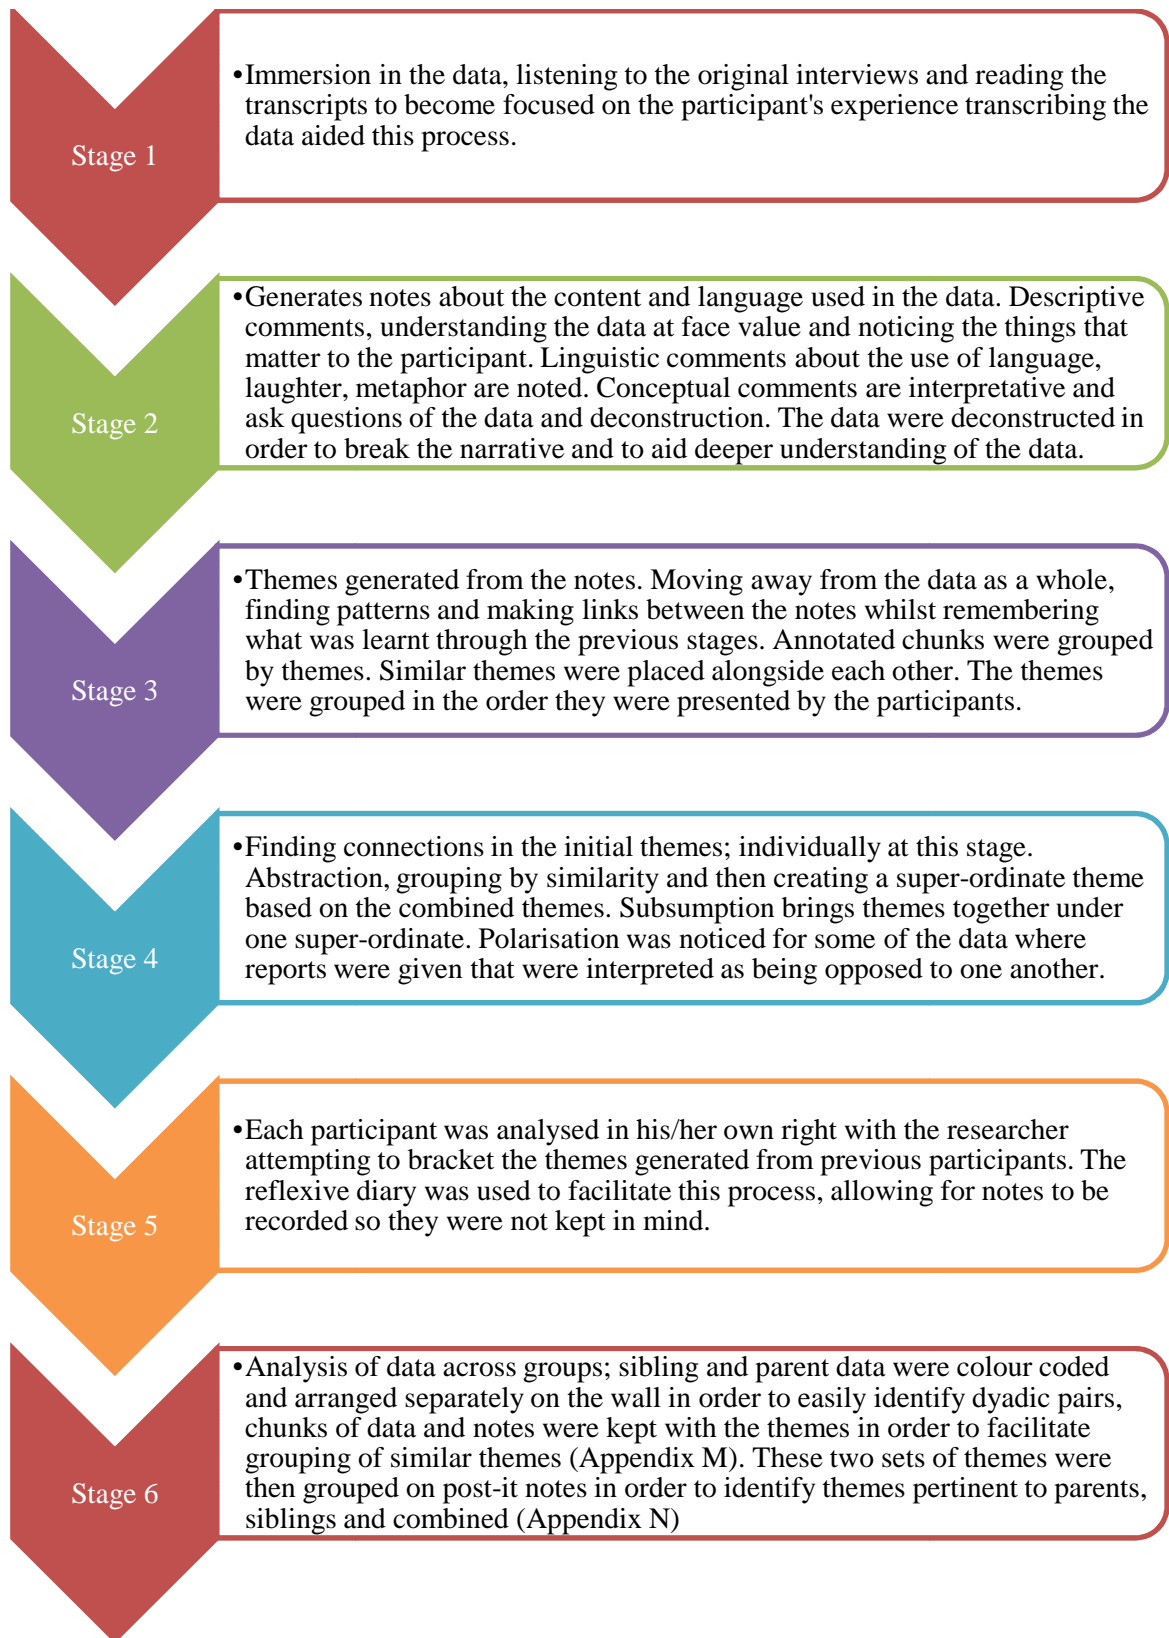 Stage 1
•Immersion in the data, listening to the original interviews and reading the
transcripts to become focused on the participant's experience transcribing the
data aided this process.
Stage 2
•Generates notes about the content and language used in the data. Descriptive
comments, understanding the data at face value and noticing the things that
matter to the participant. Linguistic comments about the use of language,
laughter, metaphor are noted. Conceptual comments are interpretative and
ask questions of the data and deconstruction. The data were deconstructed in
order to break the narrative and to aid deeper understanding of the data.
Stage 3
•Themes generated from the notes. Moving away from the data as a whole,
finding patterns and making links between the notes whilst remembering
what was learnt through the previous stages. Annotated chunks were grouped
by themes. Similar themes were placed alongside each other. The themes
were grouped in the order they were presented by the participants.
Stage 4
•Finding connections in the initial themes; individually at this stage.
Abstraction, grouping by similarity and then creating a super-ordinate theme
based on the combined themes. Subsumption brings themes together under
one super-ordinate. Polarisation was noticed for some of the data where
reports were given that were interpreted as being opposed to one another.
Stage 5
•Each participant was analysed in his/her own right with the researcher
attempting to bracket the themes generated from previous participants. The
reflexive diary was used to facilitate this process, allowing for notes to be
recorded so they were not kept in mind.
Stage 6
•Analysis of data across groups; sibling and parent data were colour coded
and arranged separately on the wall in order to easily identify dyadic pairs,
chunks of data and notes were kept with the themes in order to facilitate
grouping of similar themes (Appendix M). These two sets of themes were
then grouped on post-it notes in order to identify themes pertinent to parents,
siblings and combined (Appendix N)